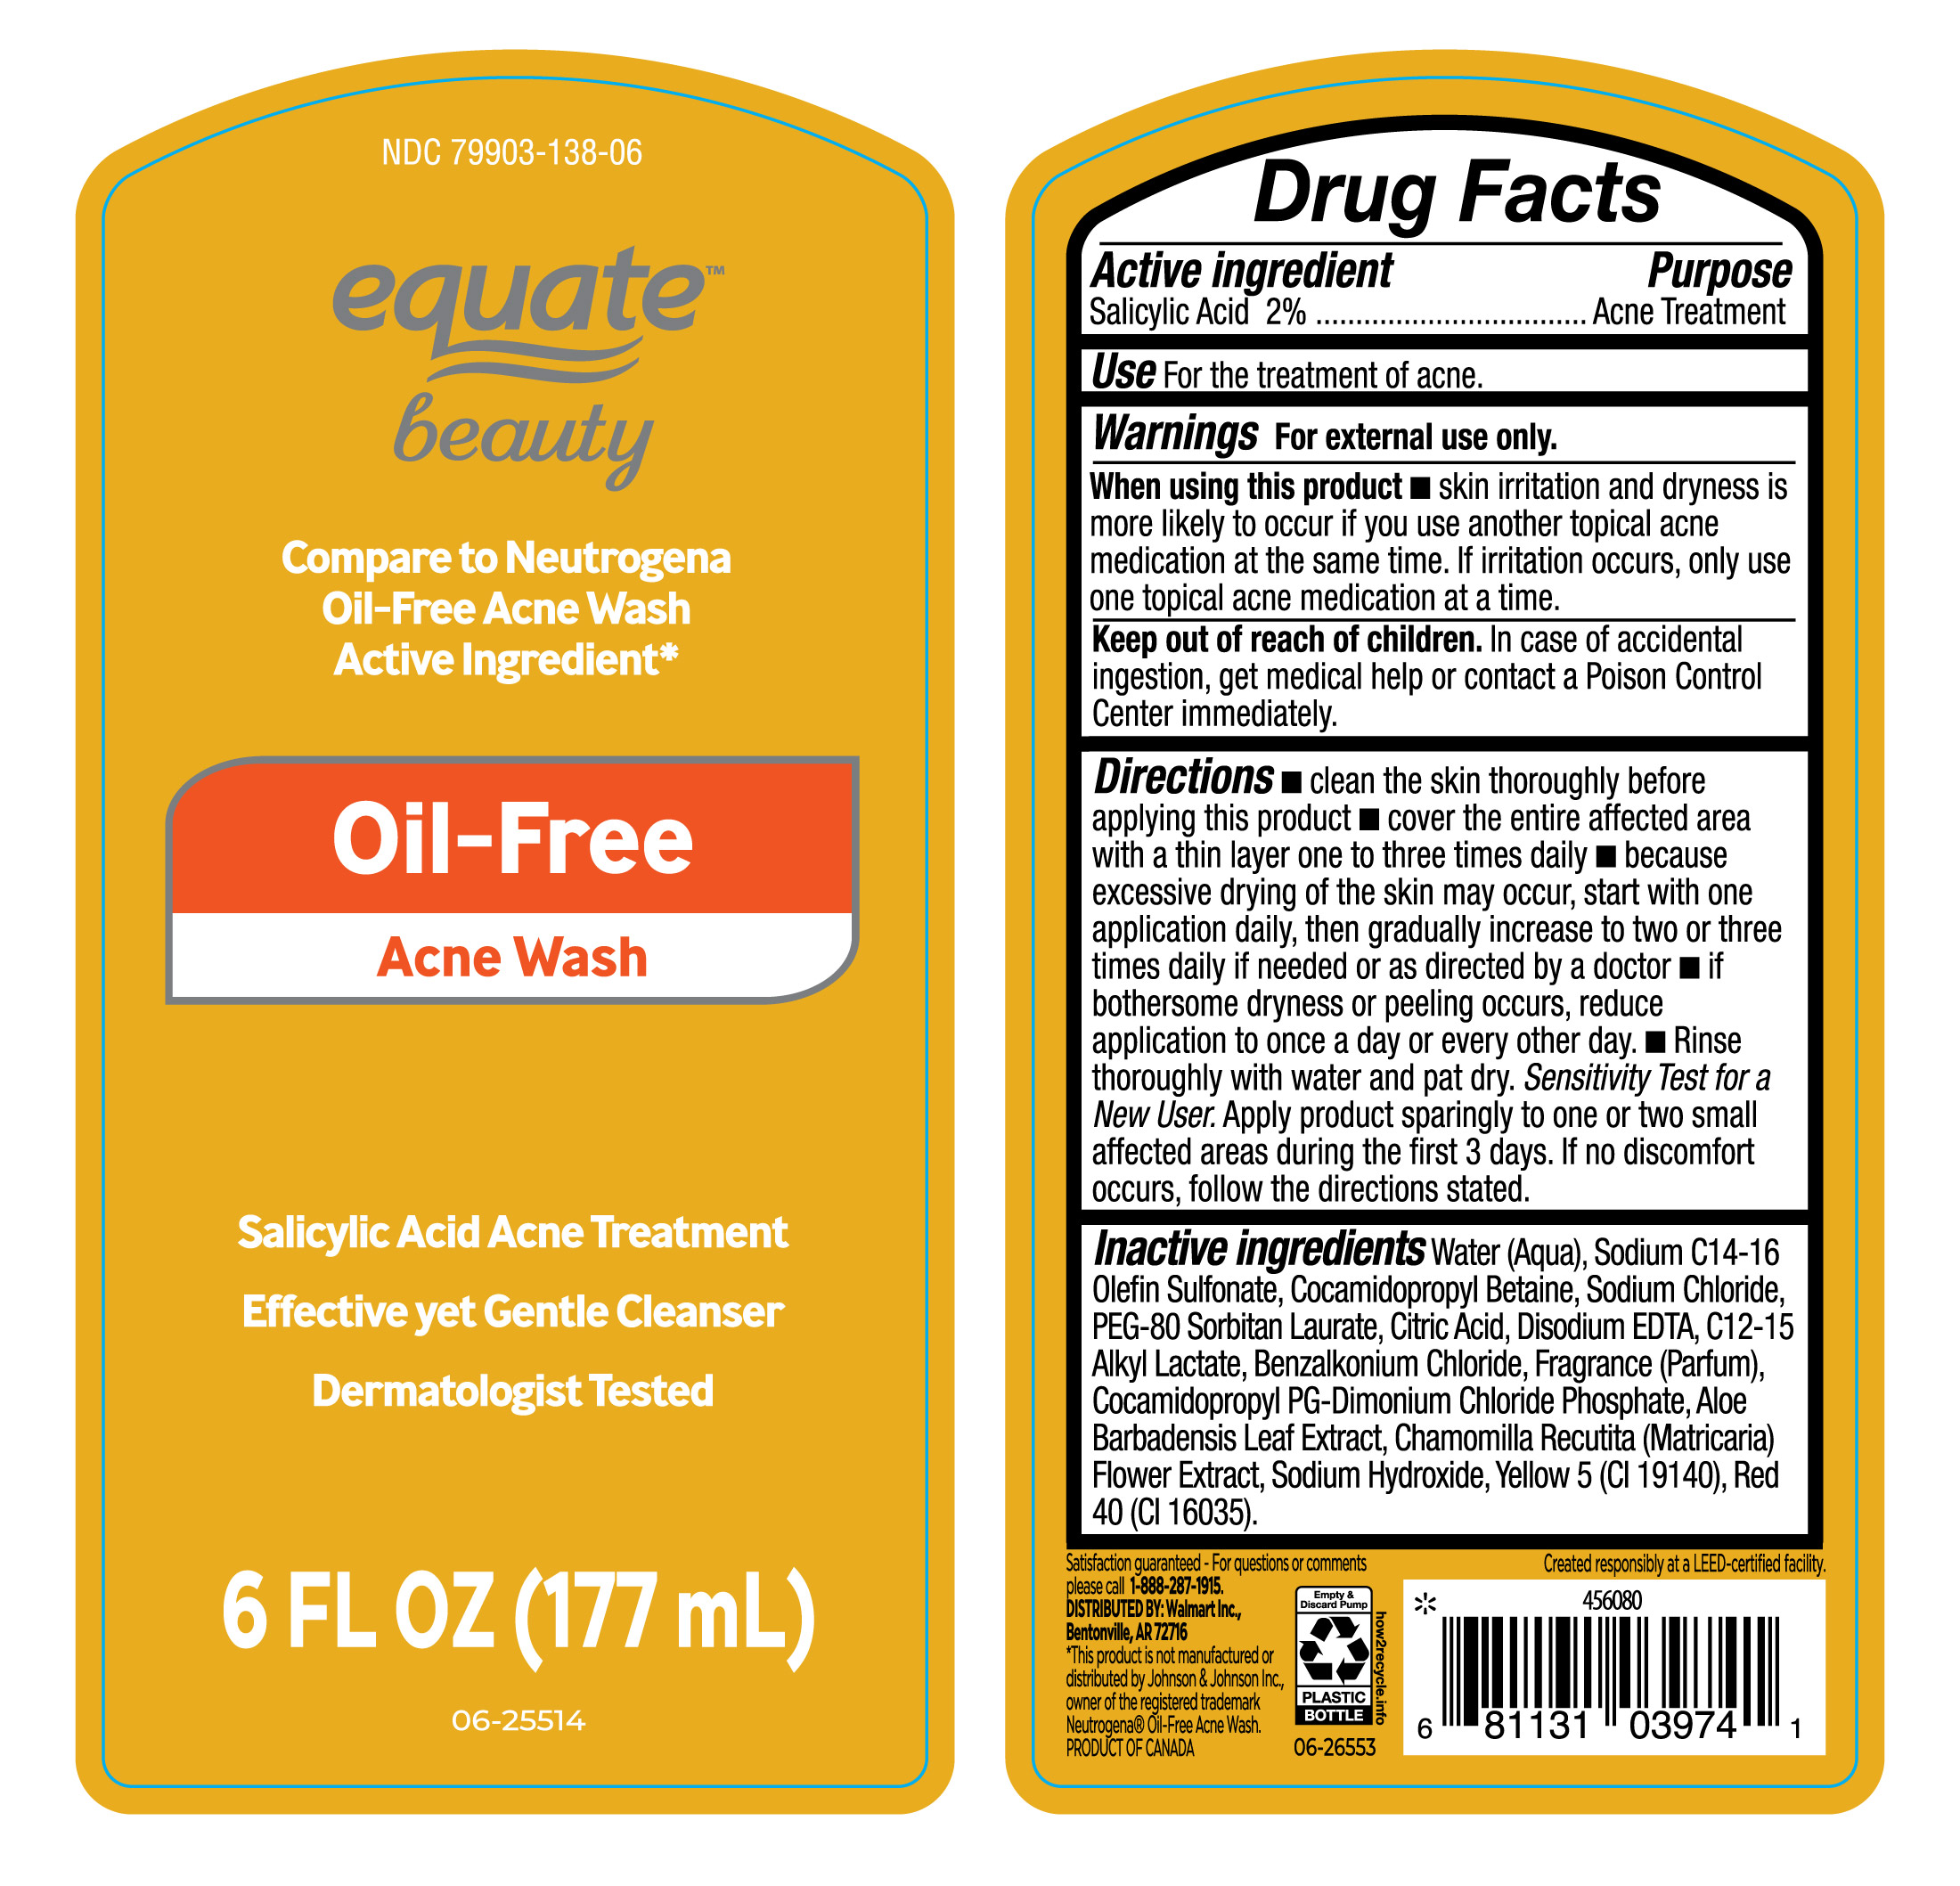 NDC 79903-138-06
equate™
beauty
Compare to Neutrogena
Oil-Free Acne Wash
Active Ingredient*
Oil-Free
Acne Wash
Salicylic Acid Acne Treatment
Effective yet Gentle Cleanser
Dermatologist Tested
6 FL OZ (177 mL)
06-25514
Drug Facts
Active ingredient Purpose
Salicylic Acid 2% .................................. Acne Treatment
Use For the treatment of acne.
Warnings For external use only.
When using this product ■ skin irritation and dryness is
more likely to occur if you use another topical acne
medication at the same time. If irritation occurs, only use
one topical acne medication at a time.
Keep out of reach of children. In case of accidental
ingestion, get medical help or contact a Poison Control
Center immediately.
Directions ■ clean the skin thoroughly before
applying this product ■ cover the entire affected area
with a thin layer one to three times daily ■ because
excessive drying of the skin may occur, start with one
application daily, then gradually increase to two or three
times daily if needed or as directed by a doctor ■ if
bothersome dryness or peeling occurs, reduce
application to once a day or every other day. ■ Rinse
thoroughly with water and pat dry. Sensitivity Test for a
New User. Apply product sparingly to one or two small
affected areas during the first 3 days. If no discomfort
occurs, follow the directions stated.
Inactive ingredients Water (Aqua), Sodium C14-16
Olefin Sulfonate, Cocamidopropyl Betaine, Sodium Chloride,
PEG-80 Sorbitan Laurate, Citric Acid, Disodium EDTA, C12-15
Alkyl Lactate, Benzalkonium Chloride, Fragrance (Parfum),
Cocamidopropyl PG-Dimonium Chloride Phosphate, Aloe
Barbadensis Leaf Extract, Chamomilla Recutita (Matricaria)
Flower Extract, Sodium Hydroxide, Yellow 5 (CI 19140), Red
40 (CI 16035).
Satisfaction guaranteed - For questions or comments
please call 1-888-287-1915.
DISTRIBUTED BY: Walmart Inc.,
Bentonville, AR 72716
*This product is not manufactured or
distributed by Johnson & Johnson Inc.,
owner of the registered trademark
Neutrogena® Oil-Free Acne Wash.
PRODUCT OF CANADA
Empty &
Discard Pump
PLASTIC
BOTTLE
how2recycle.info
06-26553
Created responsibly at a LEED-certified facility.
* 456080
6 81131 03974 1